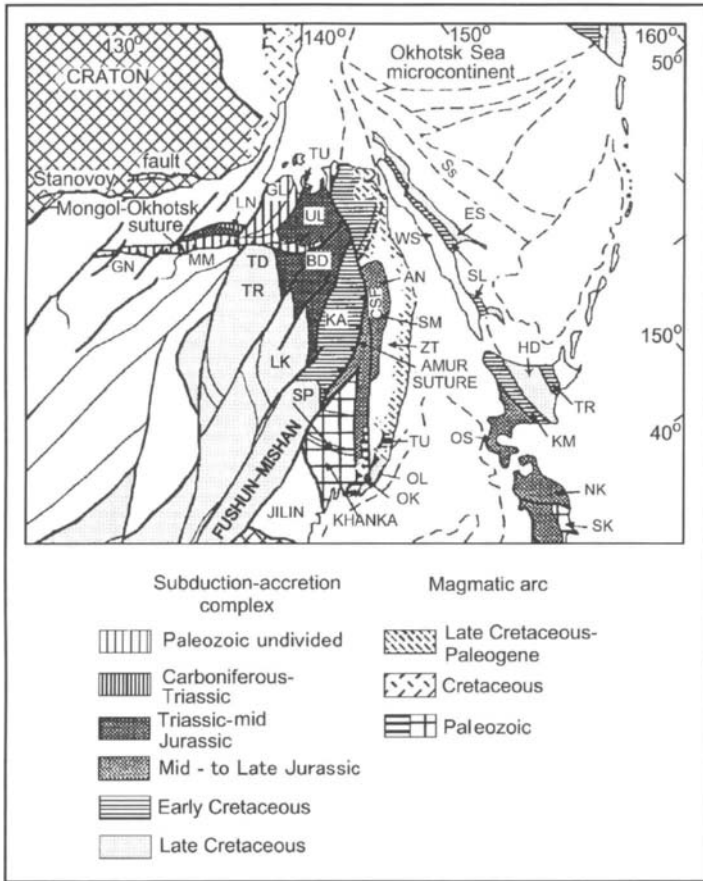 130°
140°
150°
160°
50°
Okhotsk Sea
microcontinent
CRATON
fault
Stanovoy
TU
Ss
GL
LN
Mongol-Okhotsk
suture
UL
ES
WS
GN
MM
TD
BD
SL
TR
AN
CSF
KA
SM
ZT
HD
150°
LK
AMUR
SUTURE
SP
TR
TU
OS
KM
40°
FUSHUN-MISHAN
OL
NK
OK
JILIN
KHANKA
SK
Subduction-accretion
complex
Paleozoic undivided
Carboniferous-
Triassic
Triassic-mid
Jurassic
Mid - to Late Jurassic
Early Cretaceous
Late Cretaceous
Magmatic arc
Late Cretaceous-
Paleogene
Cretaceous
Paleozoic